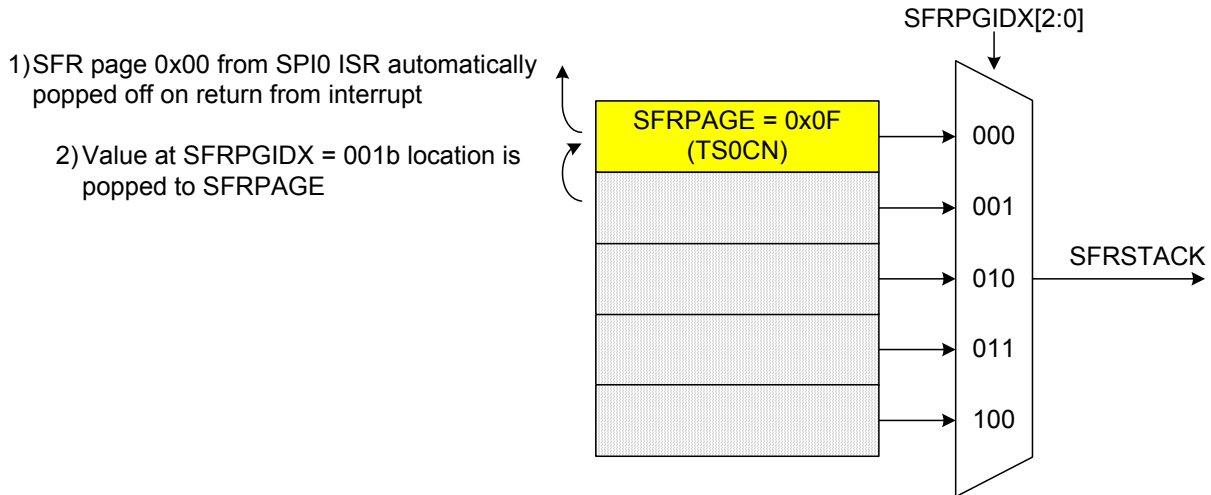 SFRPGIDX[2:0]
1)SFR page 0x00 from SPI0 ISR automatically
popped off on return from interrupt
2)Value at SFRPGIDX = 001b location is
popped to SFRPAGE
SFRPAGE = 0x0F
(TS0CN)
000
001
010
011
100
SFRSTACK